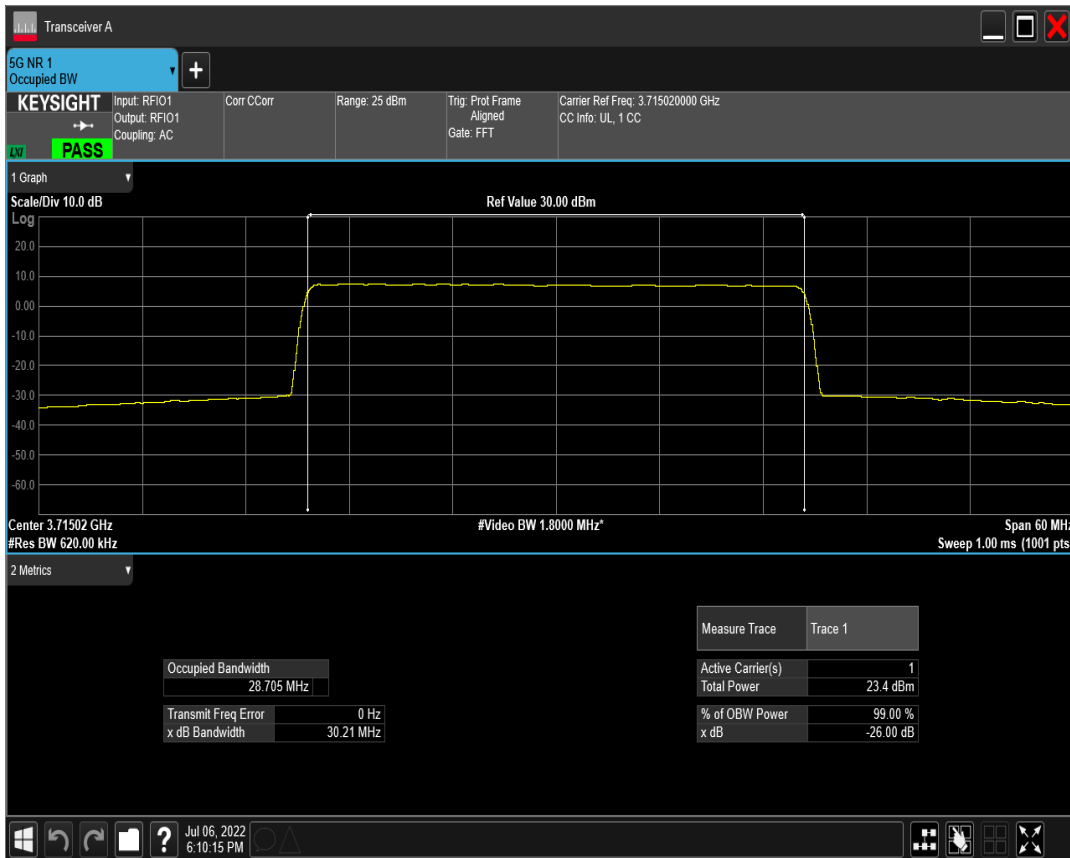 Transceiver A
5G NR 1
Occupied BW
+
KEYSIGHT
LXI
PASS
Input: RFIO1
Output: RFIO1
Coupling: AC
Corr CCorr
Range: 25 dBm
Trig: Prot Frame
Aligned
Gate: FFT
Carrier Ref Freq: 3.715020000 GHz
CC Info: UL, 1 CC
1 Graph
Scale/Div 10.0 dB
Ref Value 30.00 dBm
Log
20.0
10.0
0.00
-10.0
-20.0
-30.0
-40.0
-50.0
-60.0
Center 3.71502 GHz
#Video BW 1.8000 MHz*
Span 60 MHz
#Res BW 620.00 kHz
Sweep 1.00 ms (1001 pts
2 Metrics
Measure Trace Trace 1
Occupied Bandwidth
28.705 MHz
Active Carrier(s) 1
Total Power 23.4 dBm
Transmit Freq Error 0 Hz
x dB Bandwidth 30.21 MHz
% of OBW Power 99.00 %
x dB -26.00 dB
?
Jul 06, 2022
6:10:15 PM